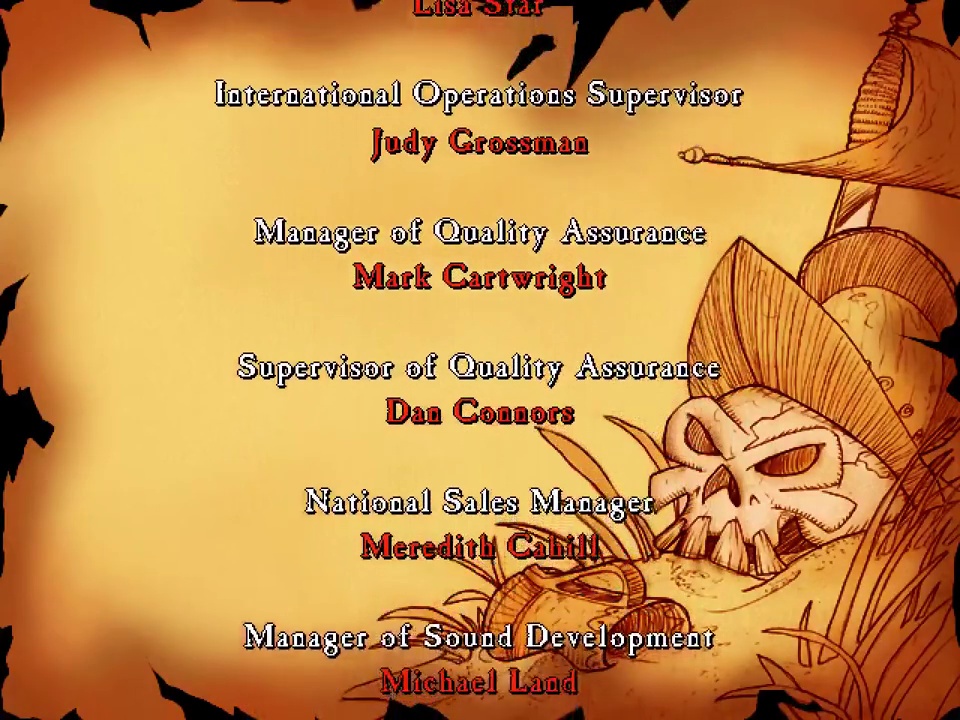 Lisa Star
International Operations Supervisor
Judy Grossman
Manager of Quality Assurance
Mark Cartwright
Supervisor of Quality Assurance
Dan Connors
National Sales Manager
Meredith Cahill
Manager of Sound Development
Michael Land